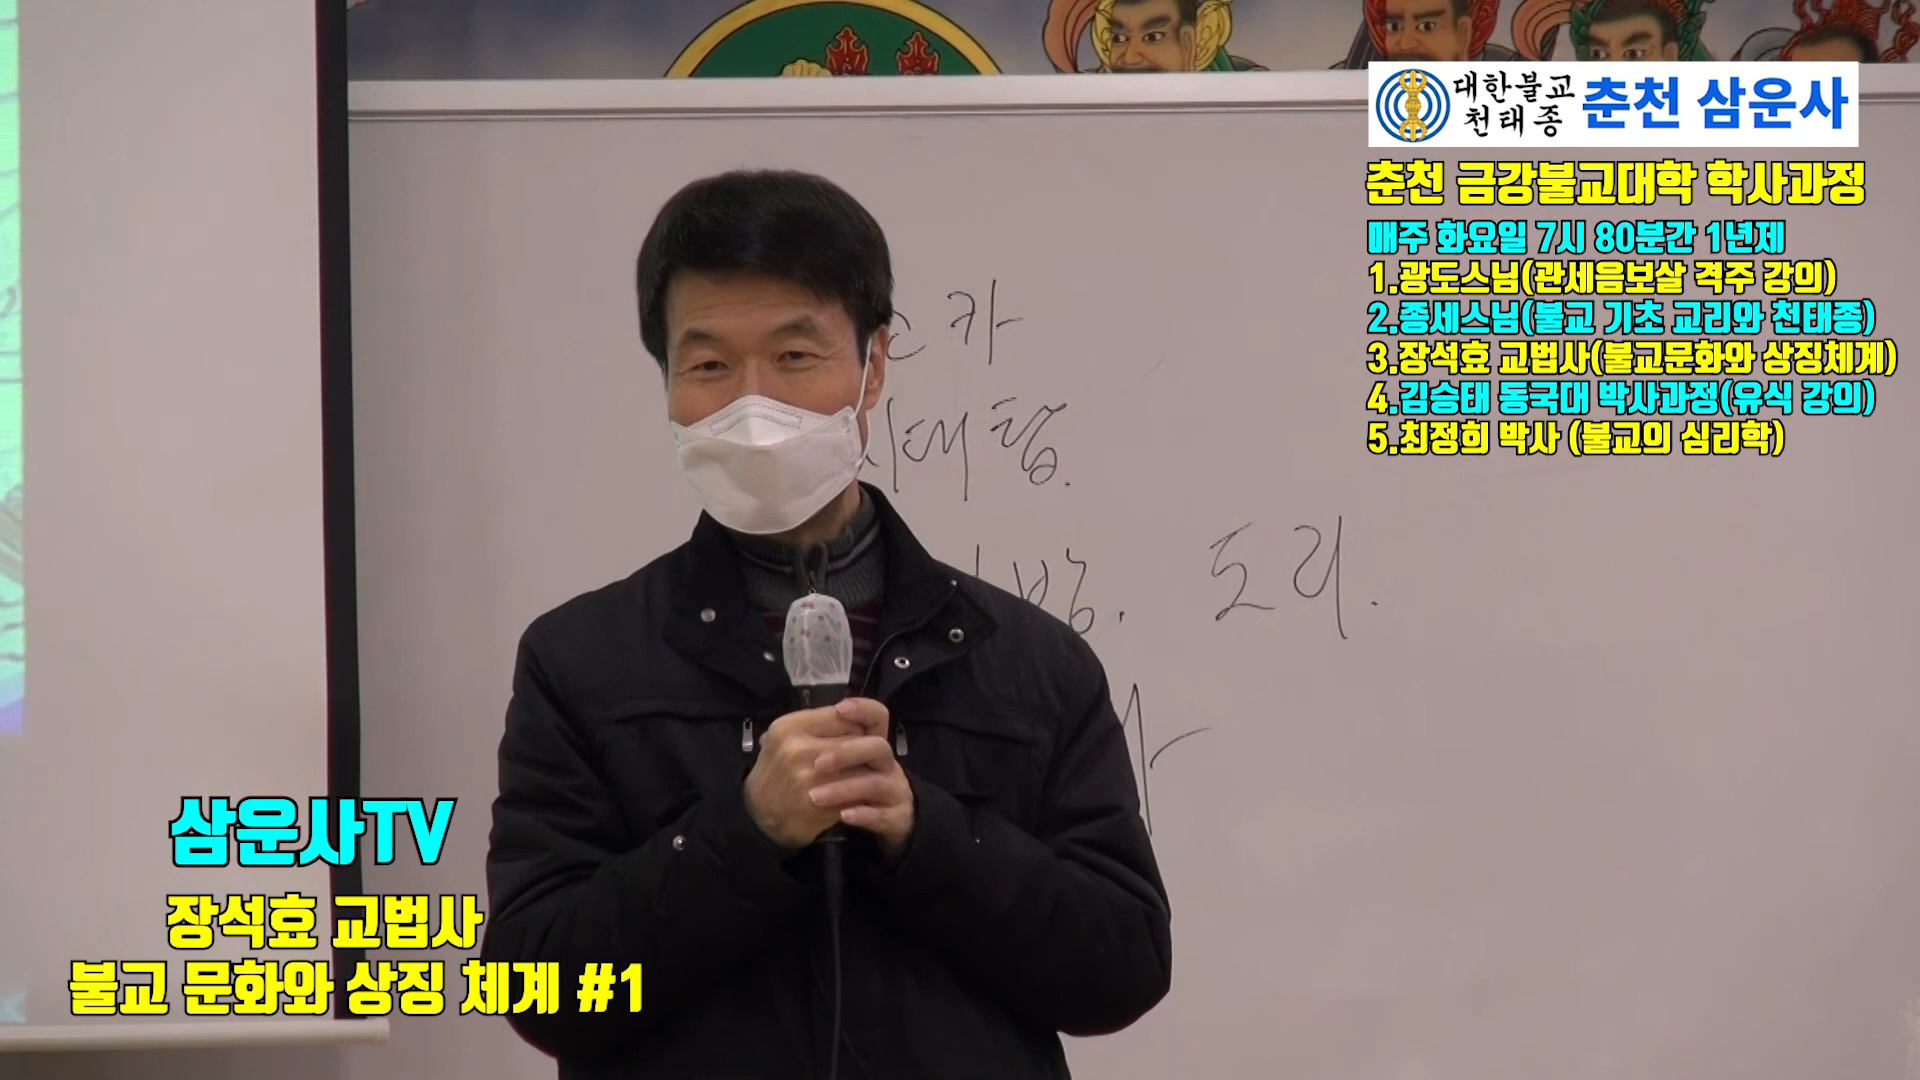 대한불교
천태종
춘천 삼운사
춘천 금강불교대학 학사과정
매주 화요일 7시 80분간 1년제
1.광도스님(관세음보살 격주 강의)
2.종세스님(불교 기초 교리와 천태종)
3.장석효 교법사(불교문화와 상징체계)
4.김승태 동국대 박사과정(유식 강의)
5.최정희 박사 (불교의 심리학)
도리.
삼운사TV
장석효 교법사
불교 문화와 상징 체계 #1